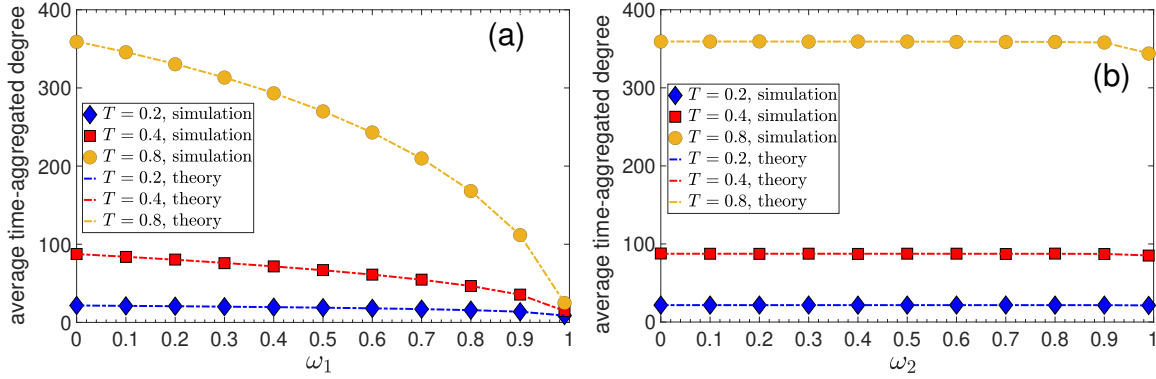 average time-aggregated degree
400
300
200
100
0
(a)
T = 0.2, simulation
T = 0.4, simulation
T = 0.8, simulation
T = 0.2, theory
T = 0.4, theory
T = 0.8, theory
0 0.1 0.2 0.3 0.4 0.5 0.6 0.7 0.8 0.9 1
ω1
average time-aggregated degree
400
300
200
100
0
(b)
T = 0.2, simulation
T = 0.4, simulation
T = 0.8, simulation
T = 0.2, theory
T = 0.4, theory
T = 0.8, theory
0 0.1 0.2 0.3 0.4 0.5 0.6 0.7 0.8 0.9 1
ω2